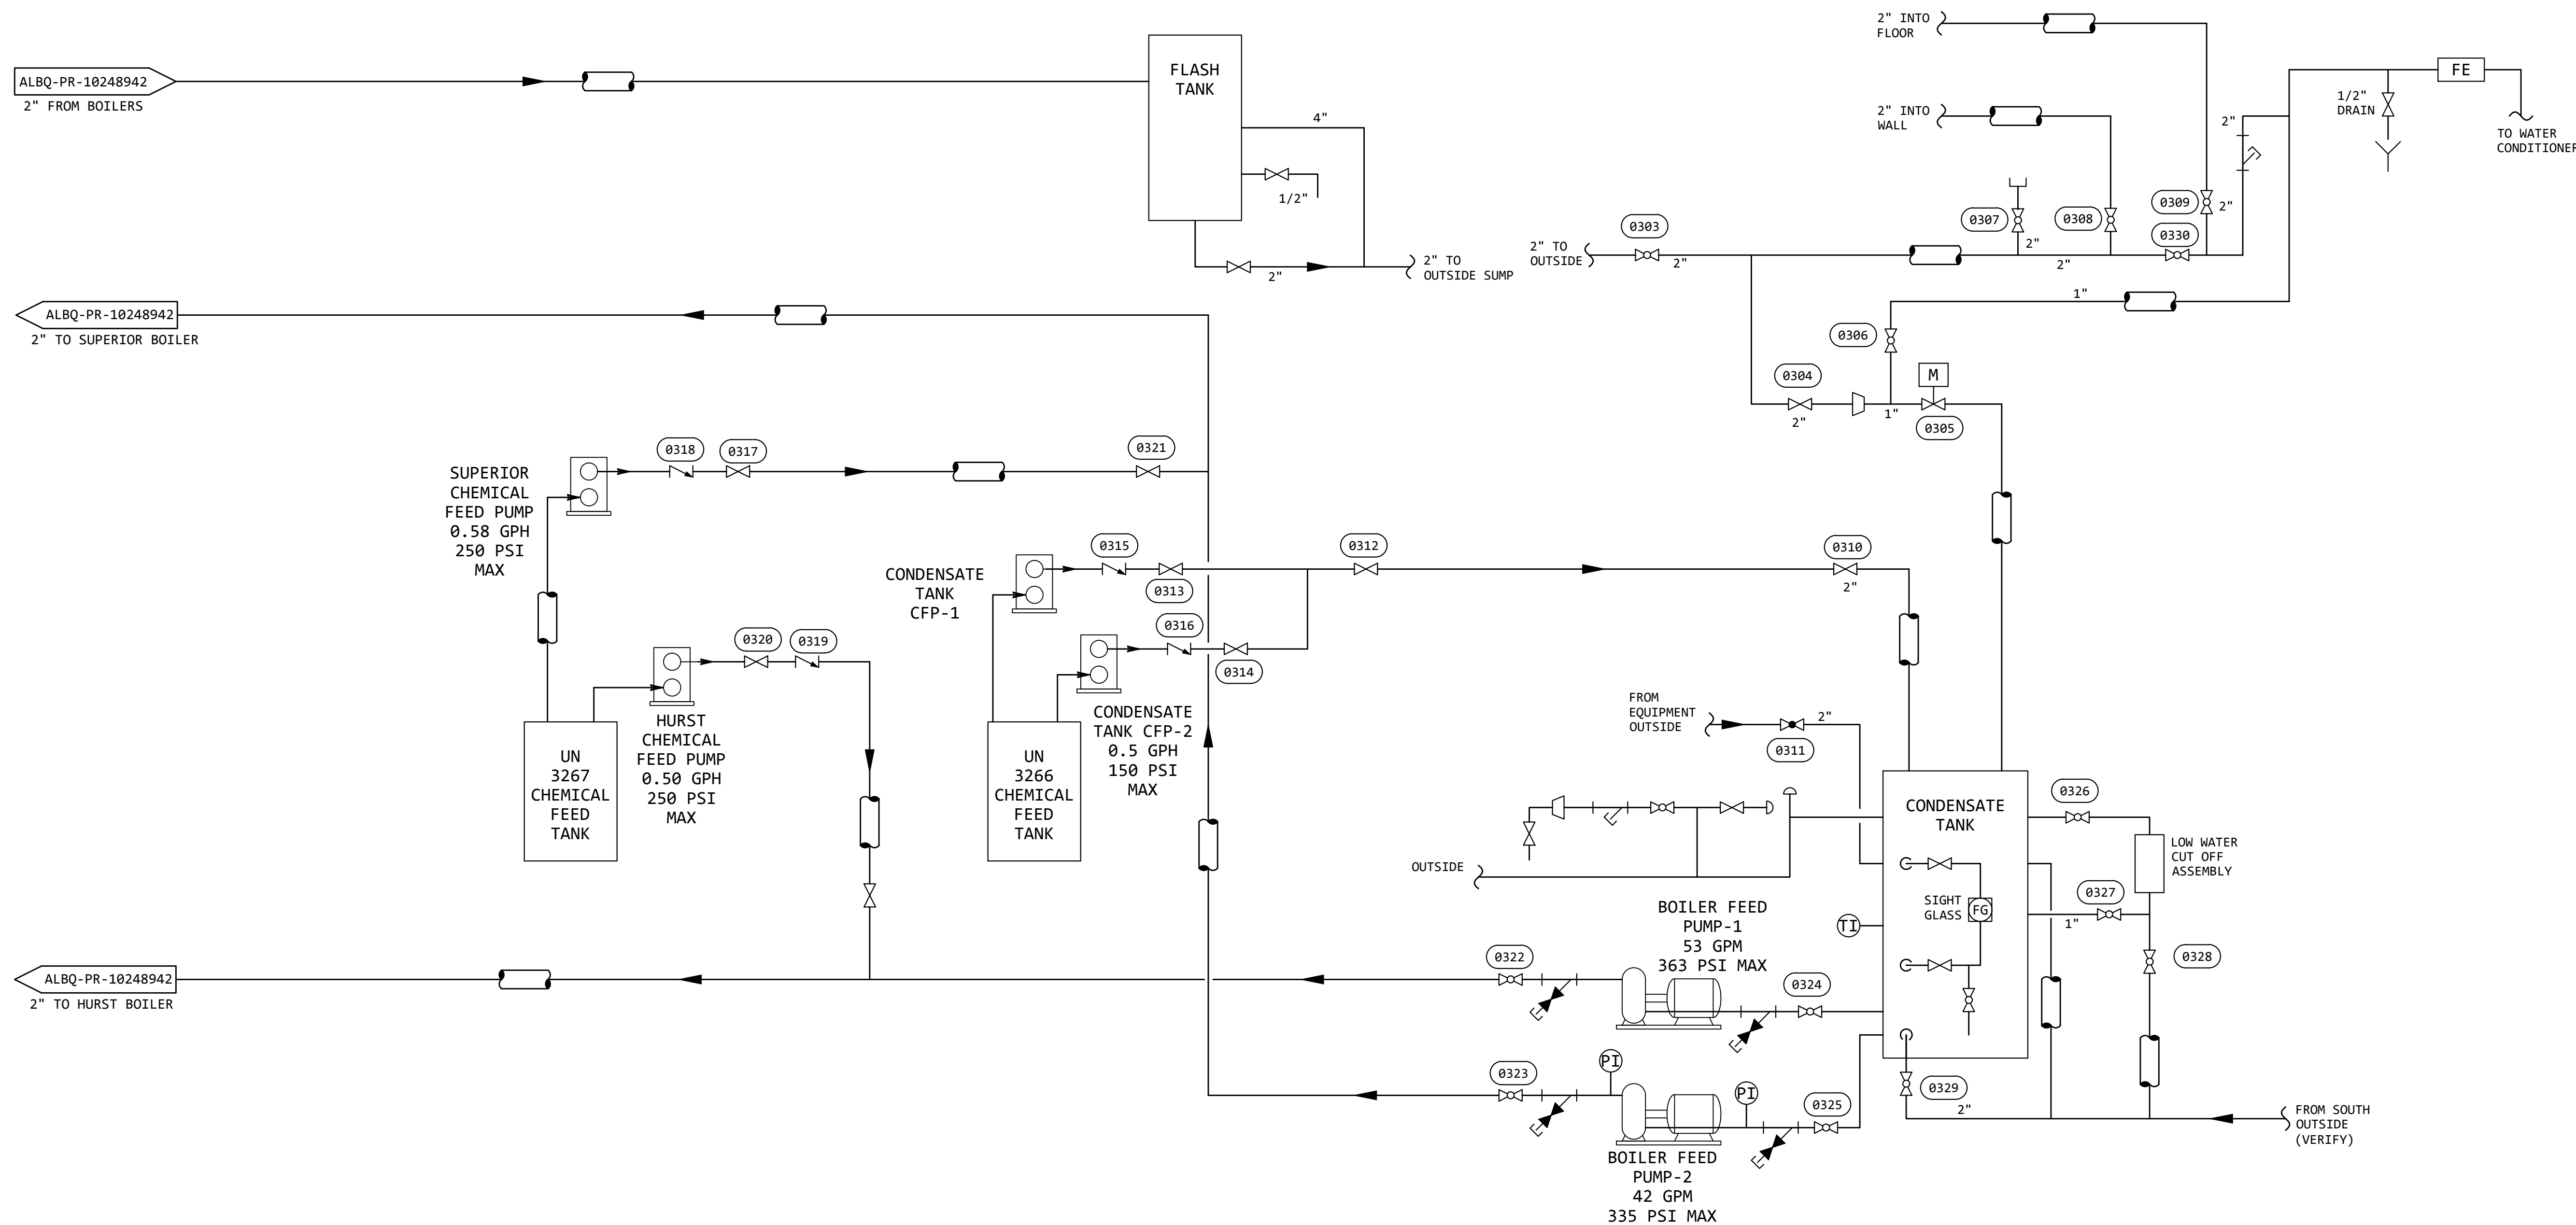 ALBQ-PR-10248942
2" FROM BOILERS
FLASH
TANK
4"
1/2"
2"
2" TO
OUTSIDE SUMP
2" INTO
FLOOR
2" INTO
WALL
2" TO
OUTSIDE
0303
2"
0307
2"
0308
2"
0309
2"
0330
2"
1/2"
DRAIN
FE
TO WATER
CONDITIONER
1"
0306
0304
2"
1"
M
0305
ALBQ-PR-10248942
2" TO SUPERIOR BOILER
SUPERIOR
CHEMICAL
FEED PUMP
0.58 GPH
250 PSI
MAX
0318
0317
0321
CONDENSATE
TANK
CFP-1
0315
0313
0312
0310
2"
0316
0314
0320
0319
HURST
CHEMICAL
FEED PUMP
0.50 GPH
250 PSI
MAX
UN
3267
CHEMICAL
FEED
TANK
UN
3266
CHEMICAL
FEED
TANK
CONDENSATE
TANK CFP-2
0.5 GPH
150 PSI
MAX
FROM
EQUIPMENT
OUTSIDE
2"
0311
OUTSIDE
CONDENSATE
TANK
SIGHT
GLASS
FG
TI
0326
LOW WATER
CUT OFF
ASSEMBLY
0327
1"
0328
0329
2"
FROM SOUTH
OUTSIDE
(VERIFY)
BOILER FEED
PUMP-1
53 GPM
363 PSI MAX
0322
0324
ALBQ-PR-10248942
2" TO HURST BOILER
0323
PI
PI
0325
BOILER FEED
PUMP-2
42 GPM
335 PSI MAX